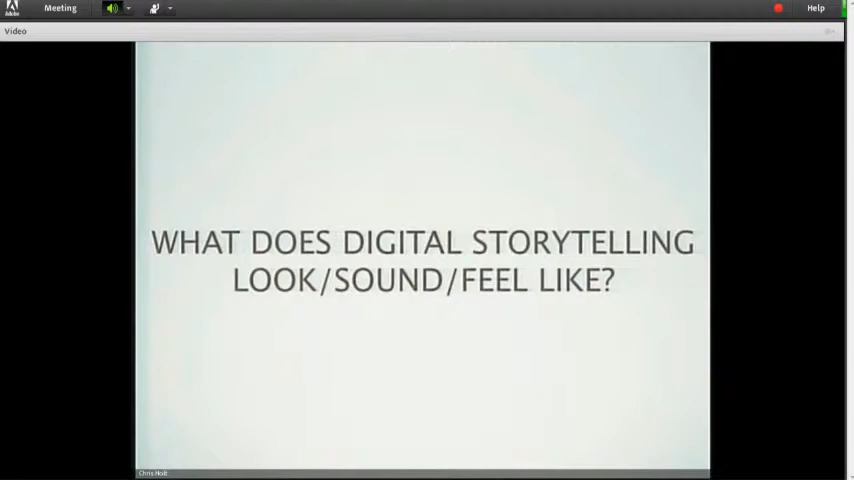 Adobe
Meeting
Help
Video
WHAT DOES DIGITAL STORYTELLING
LOOK/SOUND/FEEL LIKE?
Chris Holt